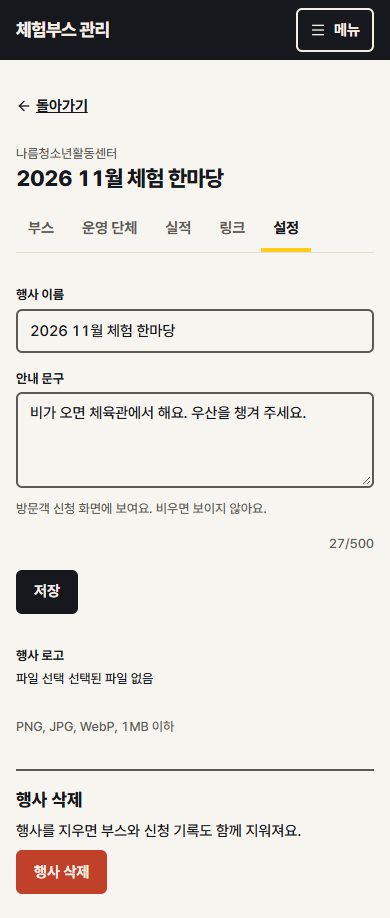 체험부스 관리
메뉴
돌아가기
나름청소년활동센터
2026 11월 체험 한마당
부스 운영 단체 실적 링크 설정
행사 이름
2026 11월 체험 한마당
안내 문구
비가 오면 체육관에서 해요. 우산을 챙겨 주세요.
방문객 신청 화면에 보여요. 비우면 보이지 않아요.
27/500
저장
행사 로고
파일 선택 선택된 파일 없음
PNG, JPG, WebP, 1MB 이하
행사 삭제
행사를 지우면 부스와 신청 기록도 함께 지워져요.
행사 삭제